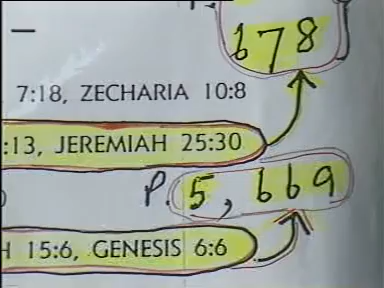 678
7:18, ZECHARIA 10:8
:13, JEREMIAH 25:30
P. 5, 669
15:6, GENESIS 6:6